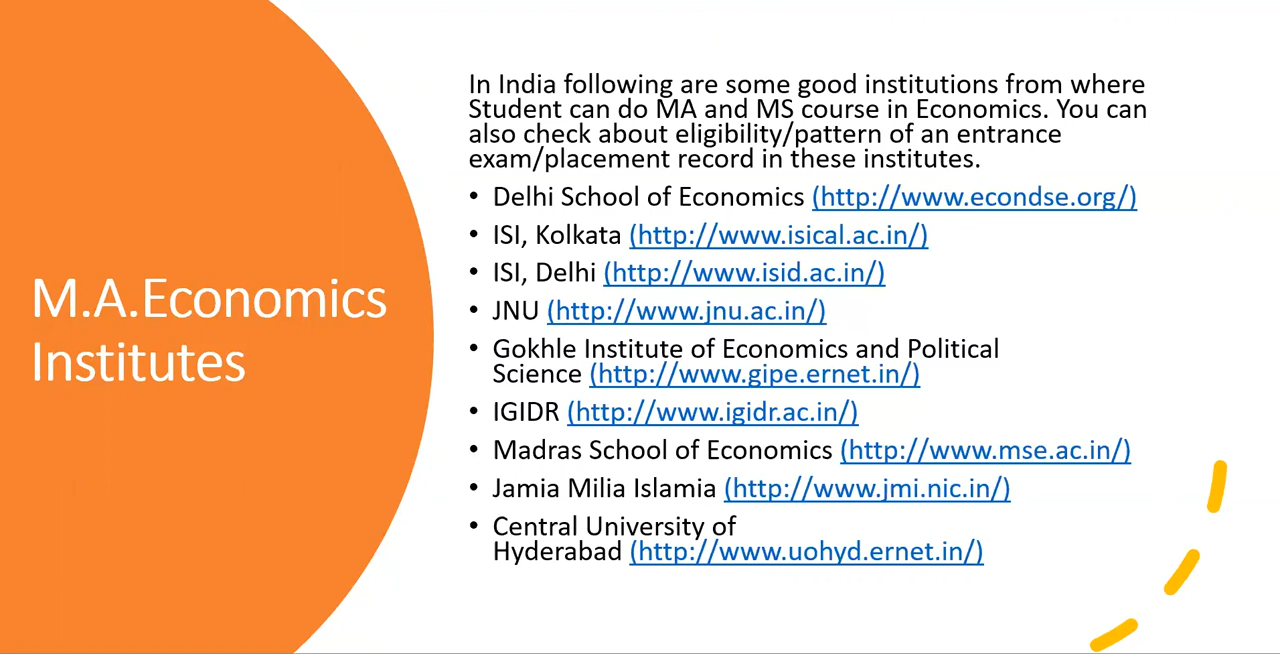 M.A.Economics
Institutes
In India following are some good institutions from where
Student can do MA and MS course in Economics. You can
also check about eligibility/pattern of an entrance
exam/placement record in these institutes.
• Delhi School of Economics (http://www.econdse.org/)
• ISI, Kolkata (http://www.isical.ac.in/)
• ISI, Delhi (http://www.isid.ac.in/)
• JNU (http://www.jnu.ac.in/)
• Gokhle Institute of Economics and Political
Science (http://www.gipe.ernet.in/)
• IGIDR (http://www.igidr.ac.in/)
• Madras School of Economics (http://www.mse.ac.in/)
• Jamia Milia Islamia (http://www.jmi.nic.in/)
• Central University of
Hyderabad (http://www.uohyd.ernet.in/)